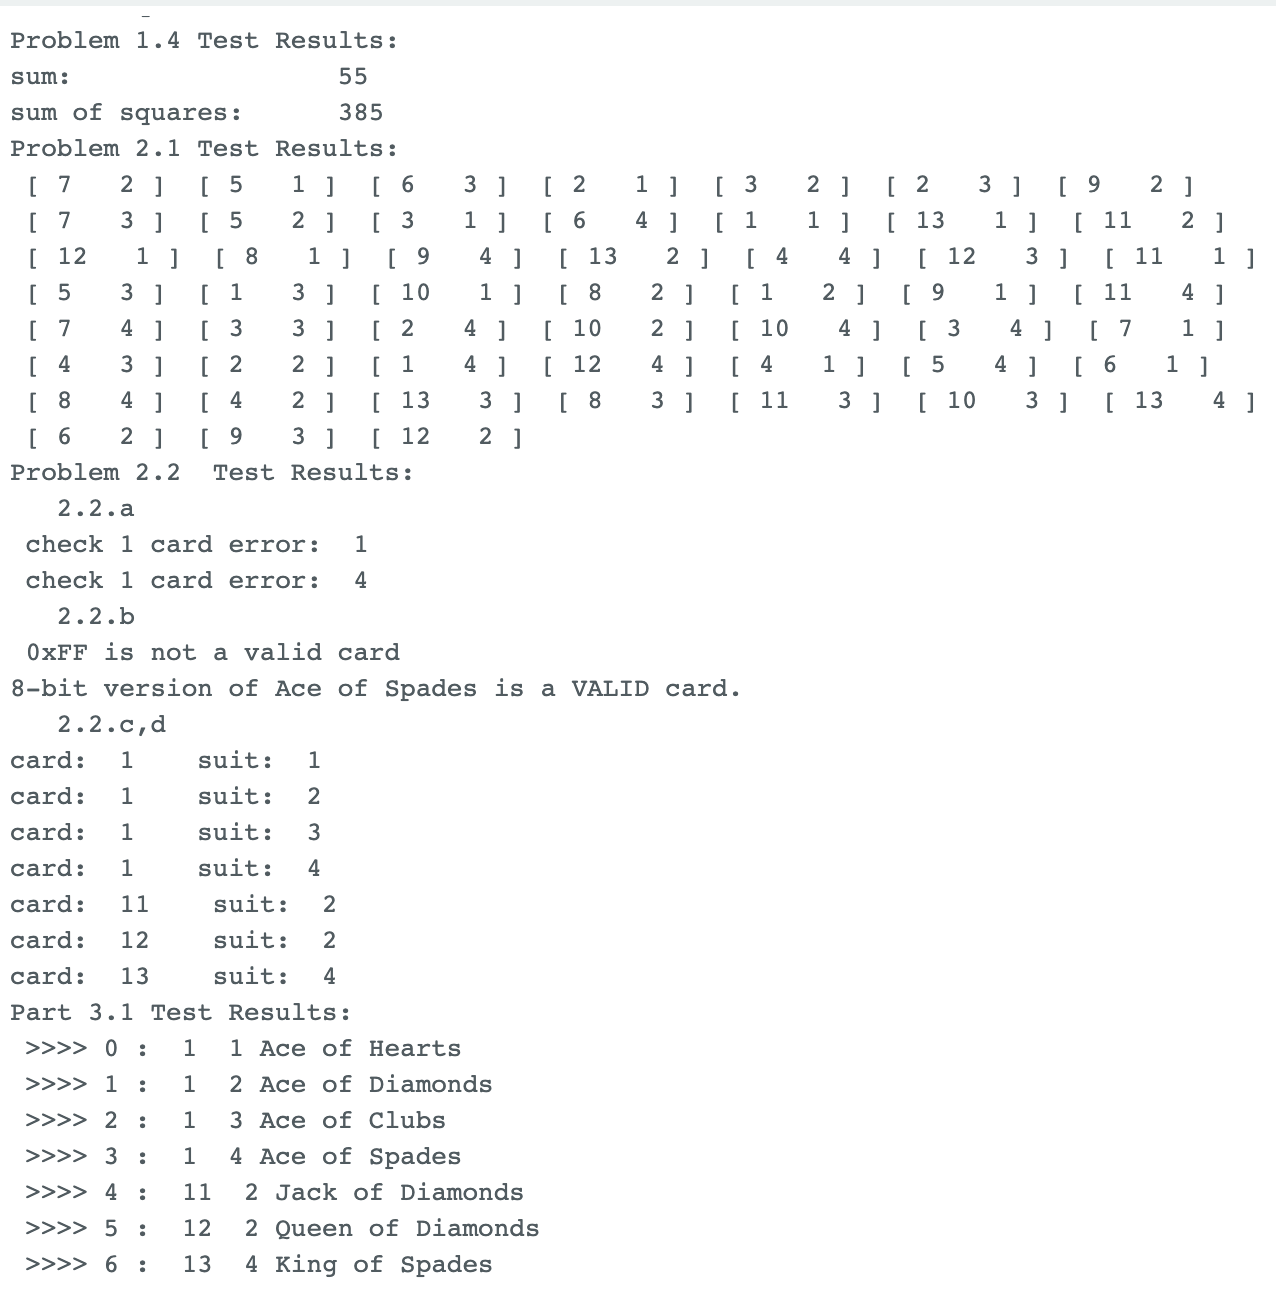 Problem 1.4 Test Results:
sum:                 55
sum of squares:      385
Problem 2.1 Test Results:
 [ 7   2 ]  [ 5   1 ]  [ 6   3 ]  [ 2   1 ]  [ 3   2 ]  [ 2   3 ]  [ 9   2 ]
 [ 7   3 ]  [ 5   2 ]  [ 3   1 ]  [ 6   4 ]  [ 1   1 ]  [ 13   1 ]  [ 11   2 ]
 [ 12   1 ]  [ 8   1 ]  [ 9   4 ]  [ 13   2 ]  [ 4   4 ]  [ 12   3 ]  [ 11   1 ]
 [ 5   3 ]  [ 1   3 ]  [ 10   1 ]  [ 8   2 ]  [ 1   2 ]  [ 9   1 ]  [ 11   4 ]
 [ 7   4 ]  [ 3   3 ]  [ 2   4 ]  [ 10   2 ]  [ 10   4 ]  [ 3   4 ]  [ 7   1 ]
 [ 4   3 ]  [ 2   2 ]  [ 1   4 ]  [ 12   4 ]  [ 4   1 ]  [ 5   4 ]  [ 6   1 ]
 [ 8   4 ]  [ 4   2 ]  [ 13   3 ]  [ 8   3 ]  [ 11   3 ]  [ 10   3 ]  [ 13   4 ]
 [ 6   2 ]  [ 9   3 ]  [ 12   2 ]
Problem 2.2  Test Results:
   2.2.a
 check 1 card error:  1
 check 1 card error:  4
   2.2.b
 0xFF is not a valid card
8-bit version of Ace of Spades is a VALID card.
   2.2.c,d
card:  1    suit:  1
card:  1    suit:  2
card:  1    suit:  3
card:  1    suit:  4
card:  11    suit:  2
card:  12    suit:  2
card:  13    suit:  4
Part 3.1 Test Results:
 >>>> 0 :  1  1 Ace of Hearts
 >>>> 1 :  1  2 Ace of Diamonds
 >>>> 2 :  1  3 Ace of Clubs
 >>>> 3 :  1  4 Ace of Spades
 >>>> 4 :  11  2 Jack of Diamonds
 >>>> 5 :  12  2 Queen of Diamonds
 >>>> 6 :  13  4 King of Spades